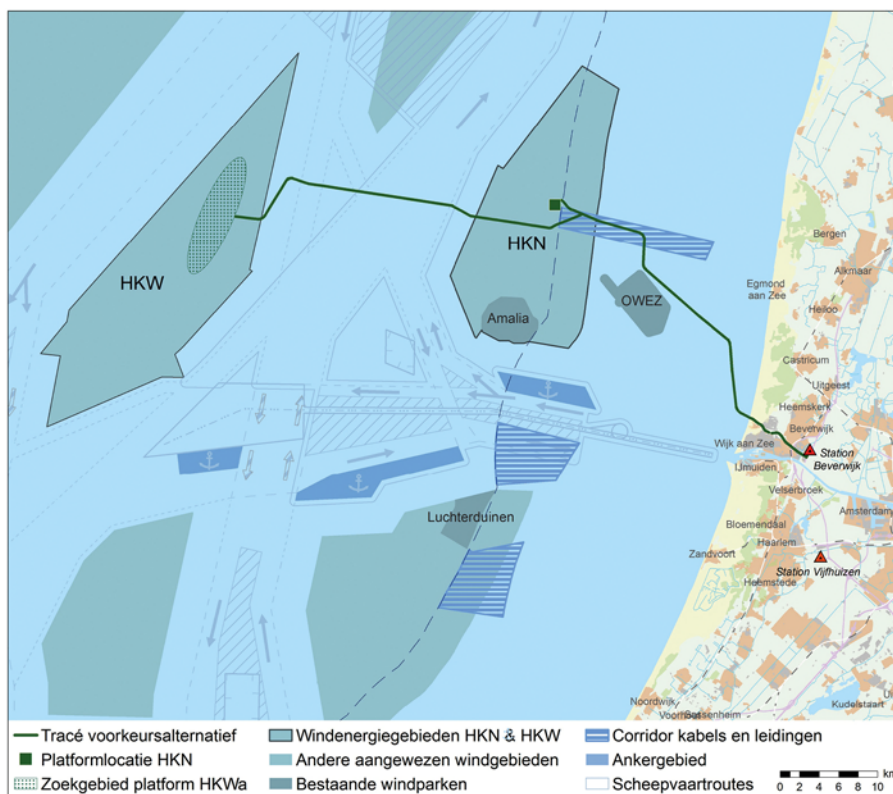 Bergen
HKN
Alkmaar
HKW
Egmond
aan Zee
OWEZ
Heiloo
Amalia
Castricum
Uitgeest
Heemskerk
Beverwijk
Wijk aan Zee
Station
Beverwijk
IJmuiden
Velserbroek
Luchterduinen
Amsterdam
Bloemendaal
Haarlem
Zandvoort
Station Vijfhuizen
Heemstede
Noordwijk
Voorhout
Sassenheim
Kudelstaart
Tracé voorkeursalternatief
Windenergiegebieden HKN & HKW
Corridor kabels en leidingen
Platformlocatie HKN
Andere aangewezen windgebieden
Ankergebied
Zoekgebied platform HKWa
Bestaande windparken
Scheepvaartroutes
km
0 2 4 6 8 10